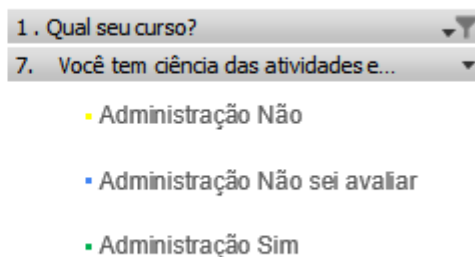 1 . Qual seu curso?
7. Você tem ciência das atividades e...
Administração Não
Administração Não sei avaliar
Administração Sim